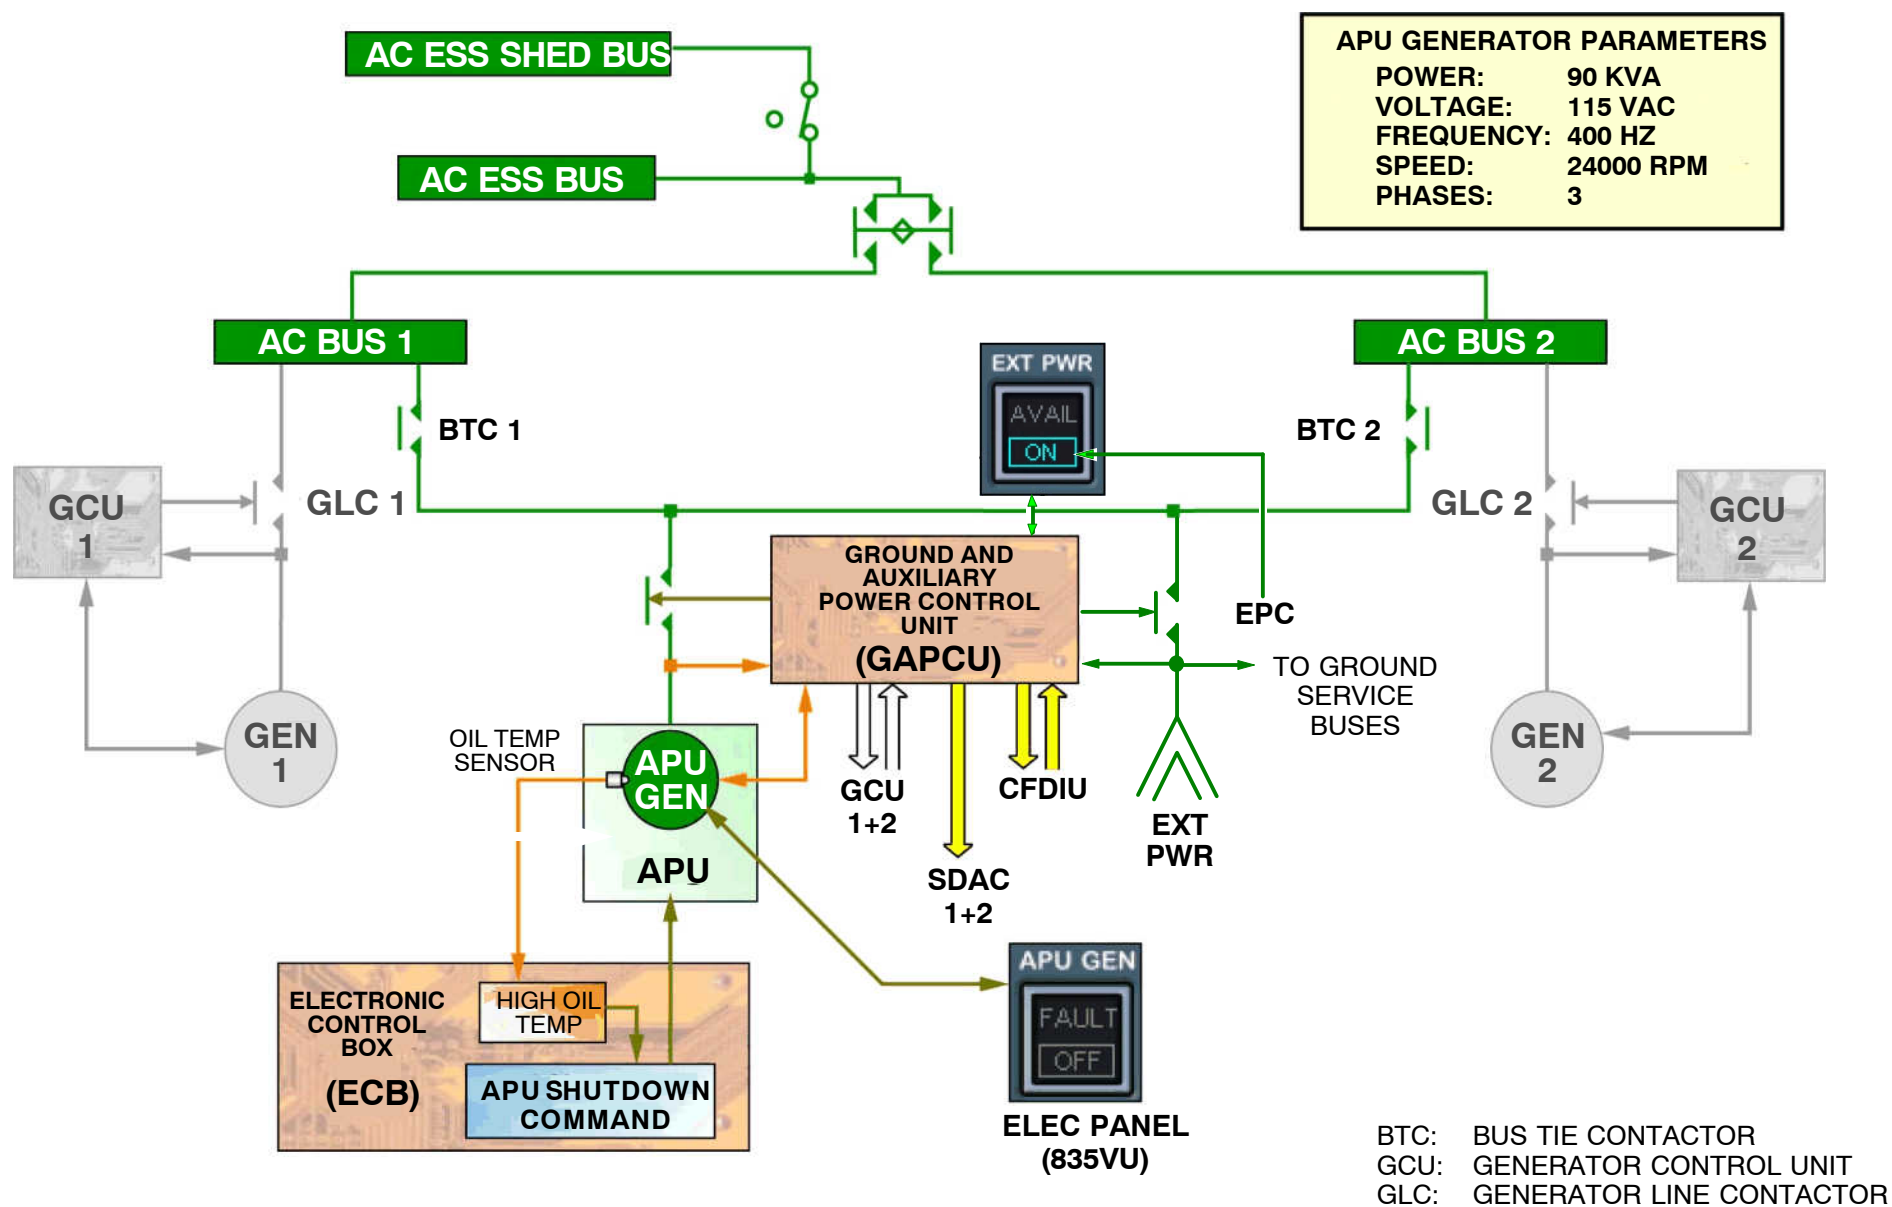 AC ESS SHED BUS
APU GENERATOR PARAMETERS
POWER: 90 KVA
VOLTAGE: 115 VAC
FREQUENCY: 400 HZ
SPEED: 24000 RPM
PHASES: 3
AC ESS BUS
AC BUS 1
AC BUS 2
EXT PWR
AVAIL
ON
BTC 1
BTC 2
GCU
1
GLC 1
GLC 2
GCU
2
GROUND AND
AUXILIARY
POWER CONTROL
UNIT
(GAPCU)
EPC
TO GROUND
SERVICE
BUSES
GEN
1
OIL TEMP
SENSOR
APU
GEN
APU
GCU
1+2
CFDIU
SDAC
1+2
EXT
PWR
GEN
2
ELECTRONIC
CONTROL
BOX
(ECB)
HIGH OIL
TEMP
APU SHUTDOWN
COMMAND
APU GEN
FAULT
OFF
ELEC PANEL
(835VU)
BTC: BUS TIE CONTACTOR
GCU: GENERATOR CONTROL UNIT
GLC: GENERATOR LINE CONTACTOR